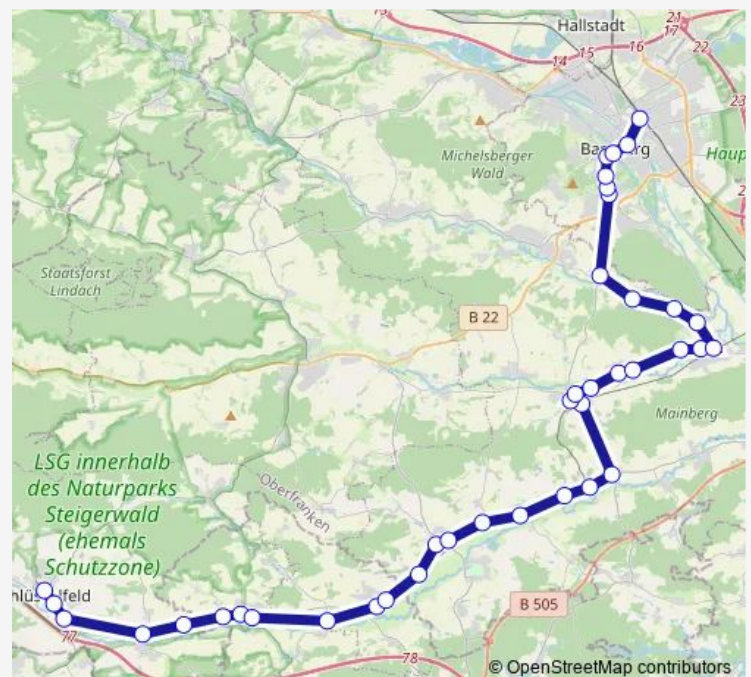 Hallstadt
21
17
16
15
14
22
23
Michelsberger
Wald
Haup
Staatsforst
Lindach
B 22
Mainberg
LSG innerhalb
des Naturparks
Steigerwald
(ehemals
Schutzzone)
Oberfranken
B 505
77
78
© OpenStreetMap contributors